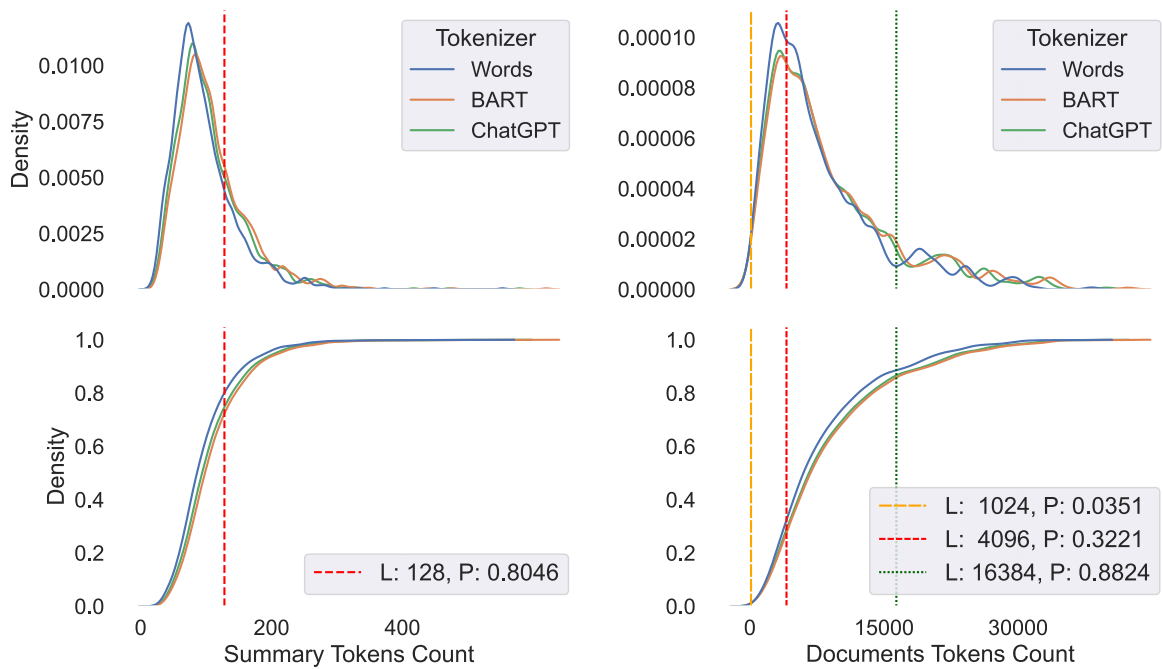 Density
0.0100
0.0075
0.0050
0.0025
0.0000
Tokenizer
Words
BART
ChatGPT
0.00010
0.00008
0.00006
0.00004
0.00002
0.00000
Tokenizer
Words
BART
ChatGPT
Density
1.0
0.8
0.6
0.4
0.2
0.0
L: 128, P: 0.8046
0
200
400
Summary Tokens Count
1.0
0.8
0.6
0.4
0.2
0.0
L: 1024, P: 0.0351
L: 4096, P: 0.3221
L: 16384, P: 0.8824
0
15000
30000
Documents Tokens Count